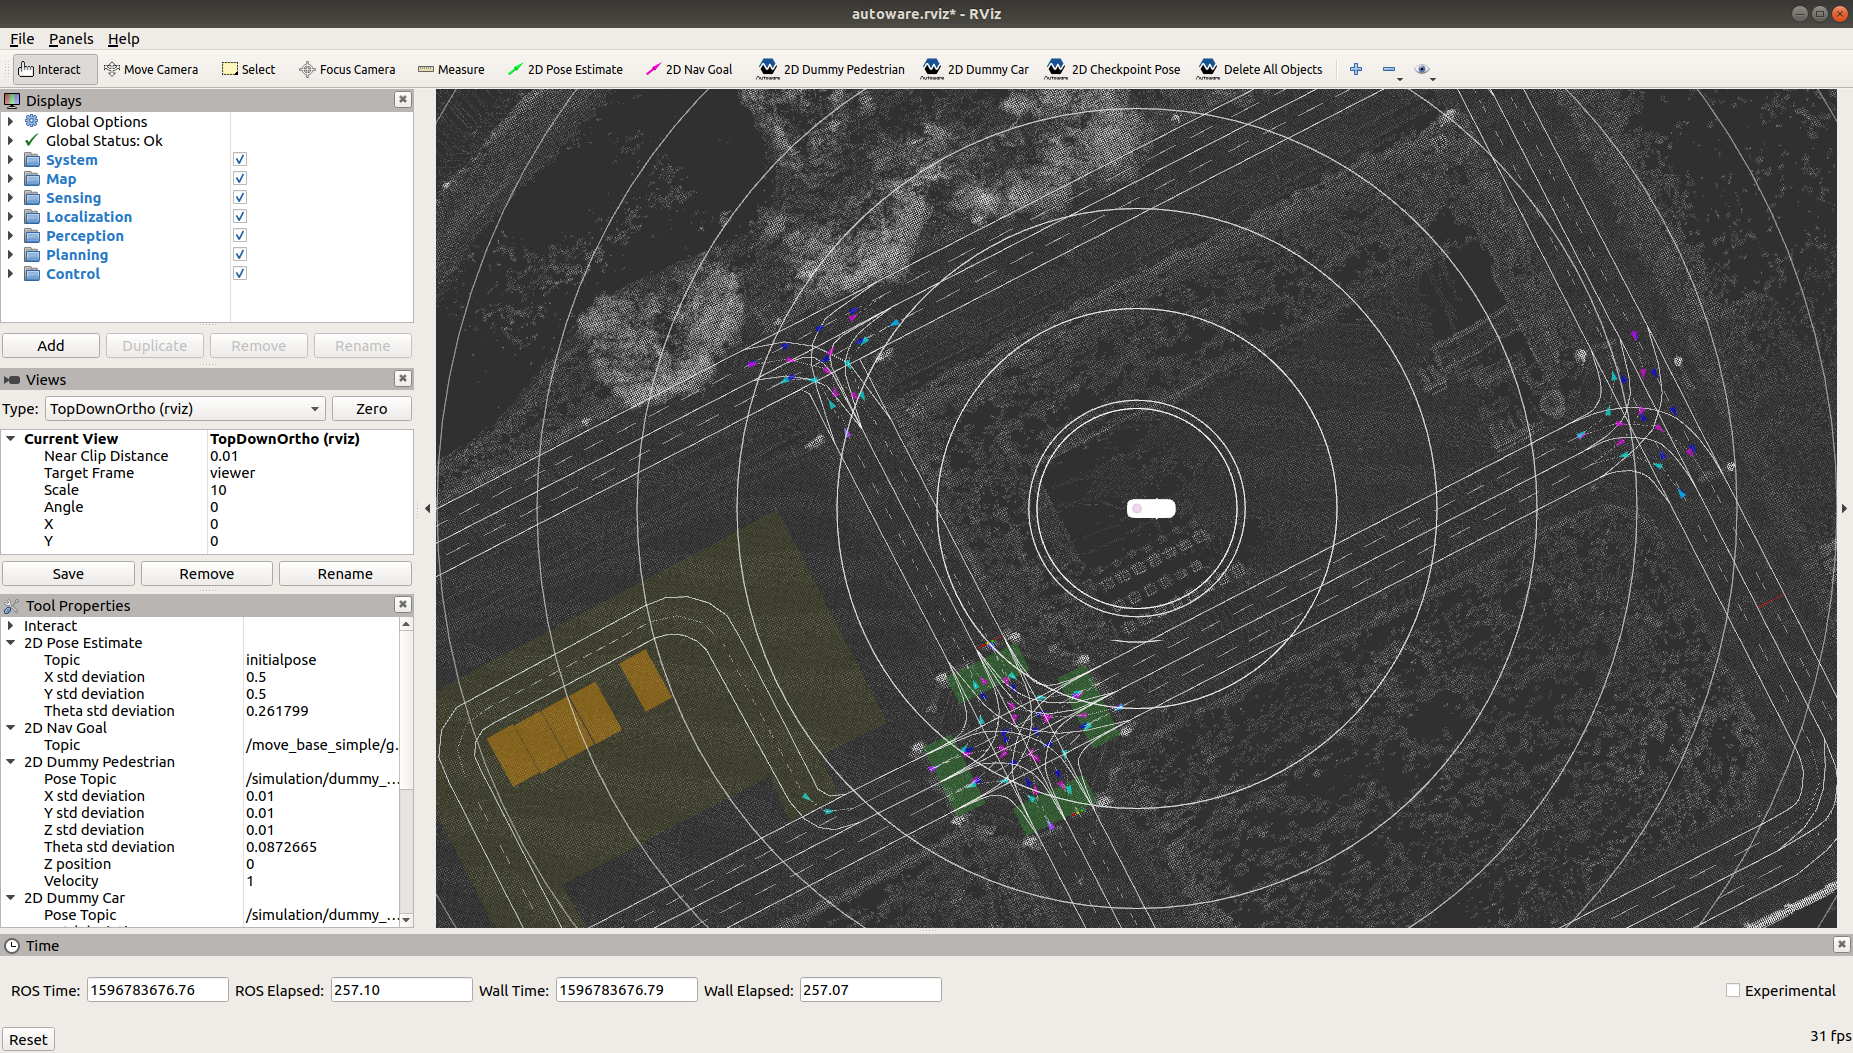 autoware.rviz* - RViz
File Panels Help
Interact Move Camera Select Focus Camera Measure 2D Pose Estimate 2D Nav Goal 2D Dummy Pedestrian 2D Dummy Car 2D Checkpoint Pose Delete All Objects
Displays
Global Options
Global Status: Ok
System
Map
Sensing
Localization
Perception
Planning
Control
Add Duplicate Remove Rename
Views
Type: TopDownOrtho (rviz) Zero
Current View TopDownOrtho (rviz)
Near Clip Distance 0.01
Target Frame viewer
Scale 10
Angle 0
X 0
Y 0
Save Remove Rename
Tool Properties
Interact
2D Pose Estimate
Topic initialpose
X std deviation 0.5
Y std deviation 0.5
Theta std deviation 0.261799
2D Nav Goal
Topic /move_base_simple/g...
2D Dummy Pedestrian
Pose Topic /simulation/dummy_...
X std deviation 0.01
Y std deviation 0.01
Z std deviation 0.01
Theta std deviation 0.0872665
Z position 0
Velocity 1
2D Dummy Car
Pose Topic /simulation/dummy_...
Time
ROS Time: 1596783676.76 ROS Elapsed: 257.10 Wall Time: 1596783676.79 Wall Elapsed: 257.07 Experimental
Reset 31 fps